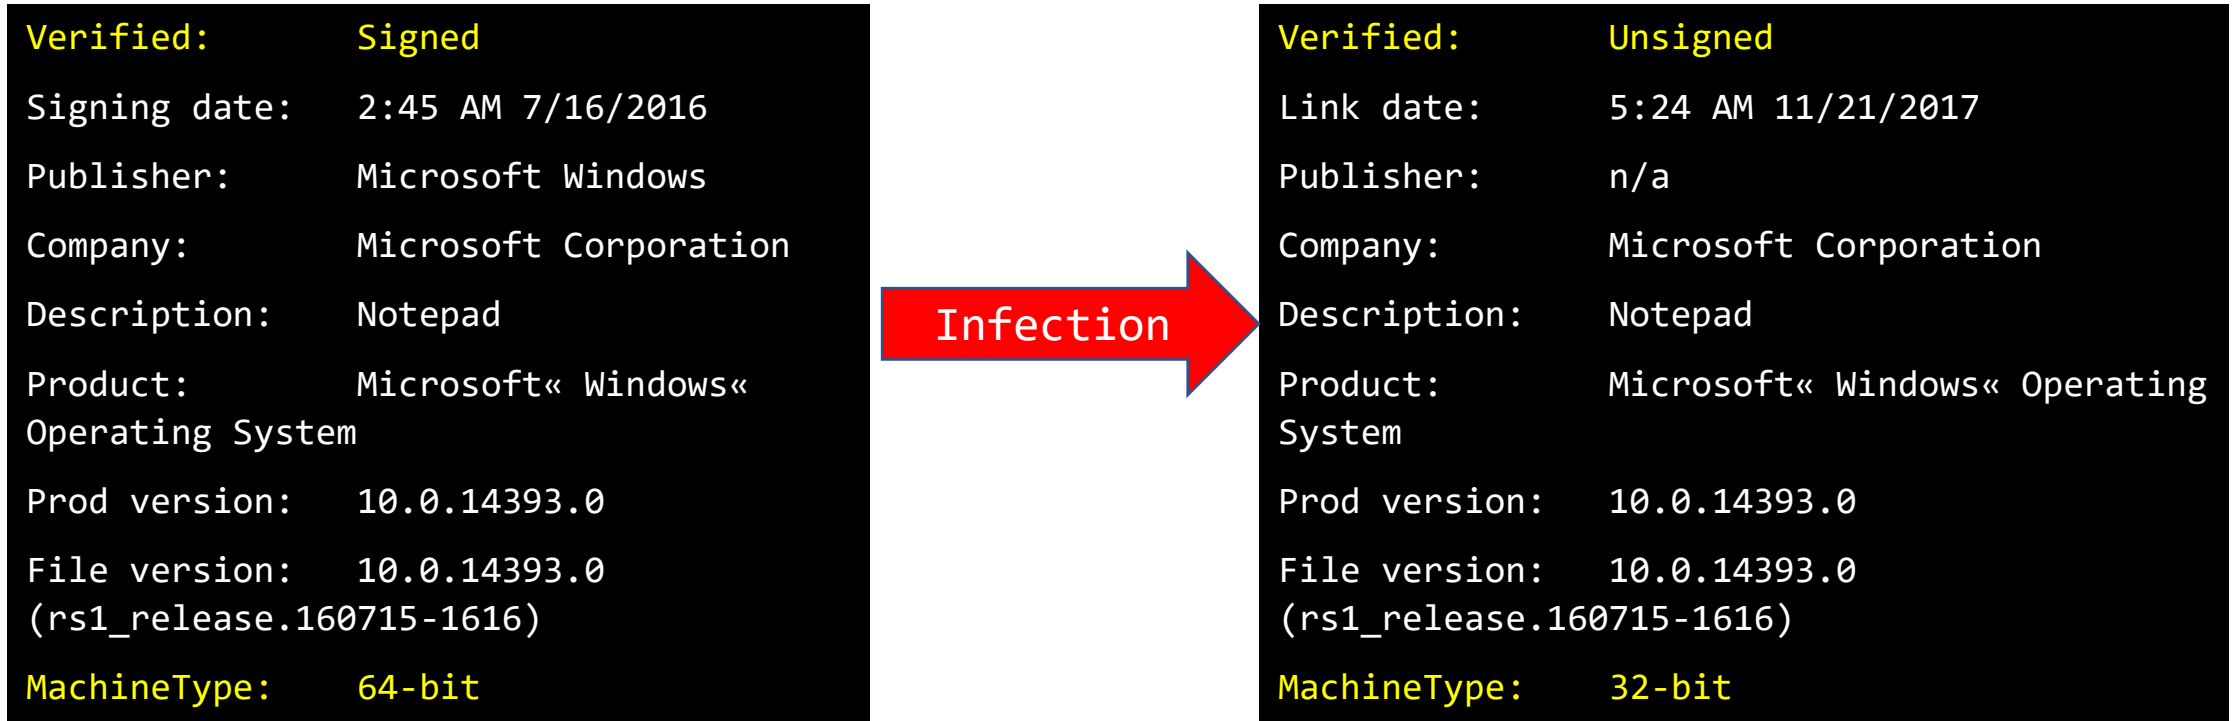 Verified: Signed
Signing date: 2:45 AM 7/16/2016
Publisher: Microsoft Windows
Company: Microsoft Corporation
Description: Notepad
Product: Microsoft« Windows«
Operating System
Prod version: 10.0.14393.0
File version: 10.0.14393.0
(rs1_release.160715-1616)
MachineType: 64-bit
Infection
Verified: Unsigned
Link date: 5:24 AM 11/21/2017
Publisher: n/a
Company: Microsoft Corporation
Description: Notepad
Product: Microsoft« Windows« Operating
System
Prod version: 10.0.14393.0
File version: 10.0.14393.0
(rs1_release.160715-1616)
MachineType: 32-bit